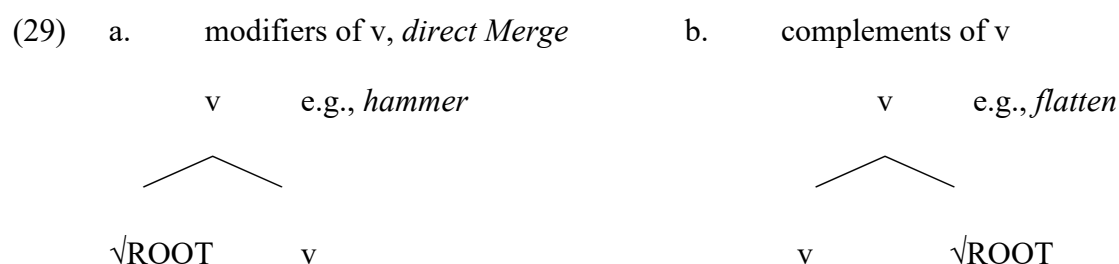 (29) a. modifiers of v, direct Merge b. complements of v
v e.g., hammer v e.g., flatten
√ROOT v v √ROOT